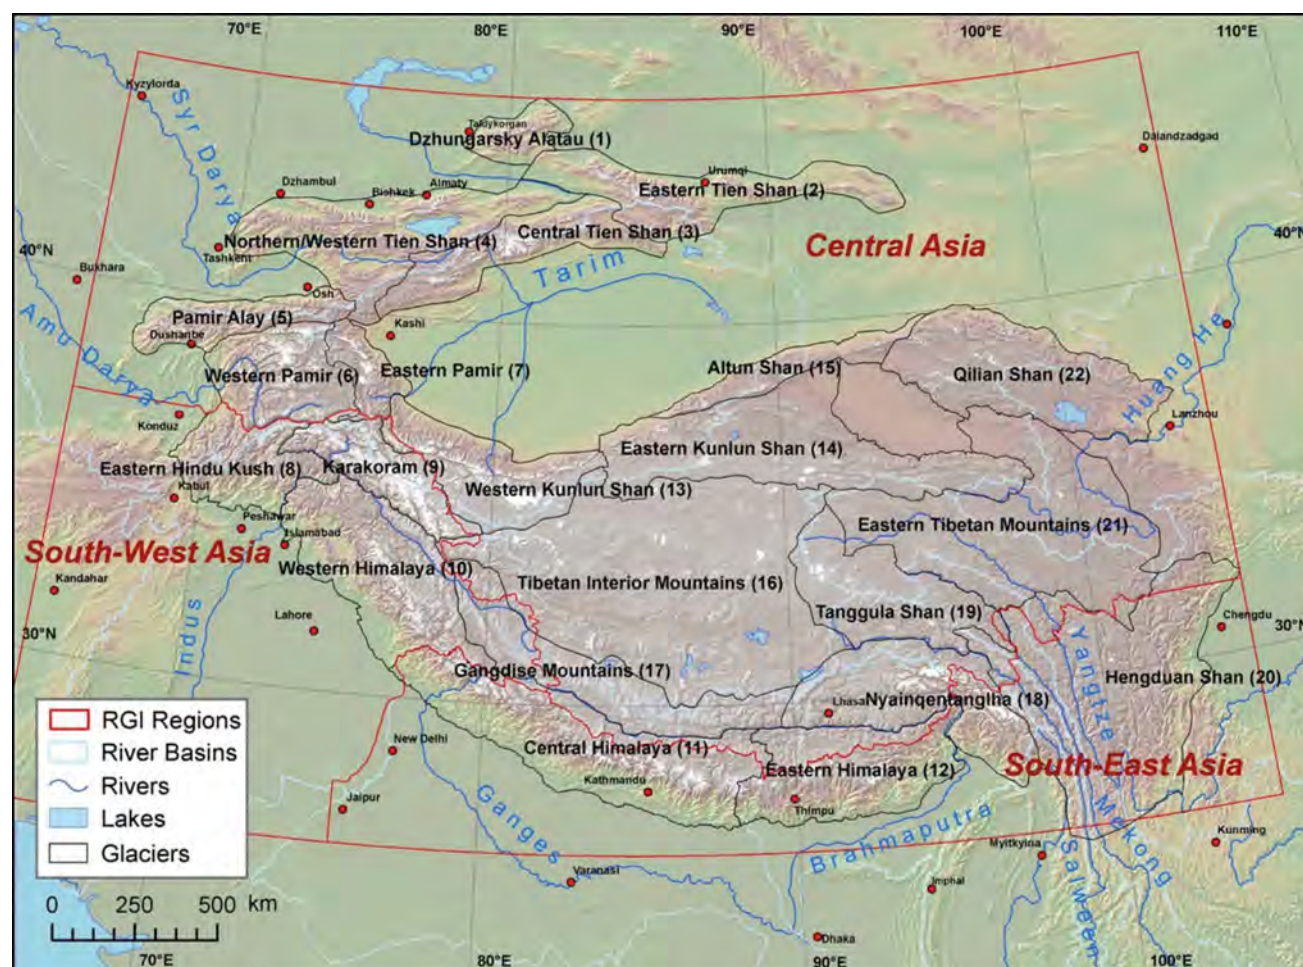 70°E
80°E
90°E
100°E
110°E
Kyzylorda
Syr Darya
Taldykorgan
Dzhungarsky Alatau (1)
Dalandzadgad
Urumqi
Eastern Tien Shan (2)
Dzhambul
Bishkek
Almaty
Northern/Western Tien Shan (4)
Central Tien Shan (3)
Central Asia
40°N
40°N
Tashkent
Bukhara
Tarim
Osh
Amu Darya
Pamir Alay (5)
Dushanbe
Kashi
Western Pamir (6)
Eastern Pamir (7)
Altun Shan (15)
Qilian Shan (22)
Huang He
Konduz
Lanzhou
Eastern Hindu Kush (8)
Karakoram (9)
Eastern Kunlun Shan (14)
Kabul
Western Kunlun Shan (13)
Peshawar
Islamabad
Eastern Tibetan Mountains (21)
South-West Asia
Kandahar
Western Himalaya (10)
Tibetan Interior Mountains (16)
Indus
Lahore
Tanggula Shan (19)
Chengdu
30°N
30°N
Yangtze
Gangdise Mountains (17)
Hengduan Shan (20)
Lhasa
Nyainqentanglha (18)
New Delhi
Central Himalaya (11)
Eastern Himalaya (12)
South-East Asia
Kathmandu
Thimpu
Jaipur
Ganges
Brahmaputra
Mekong
Salween
Myitkyina
Kunming
Varanasi
Imphal
Dhaka
RGI Regions
River Basins
Rivers
Lakes
Glaciers
0 250 500 km
70°E
80°E
90°E
100°E